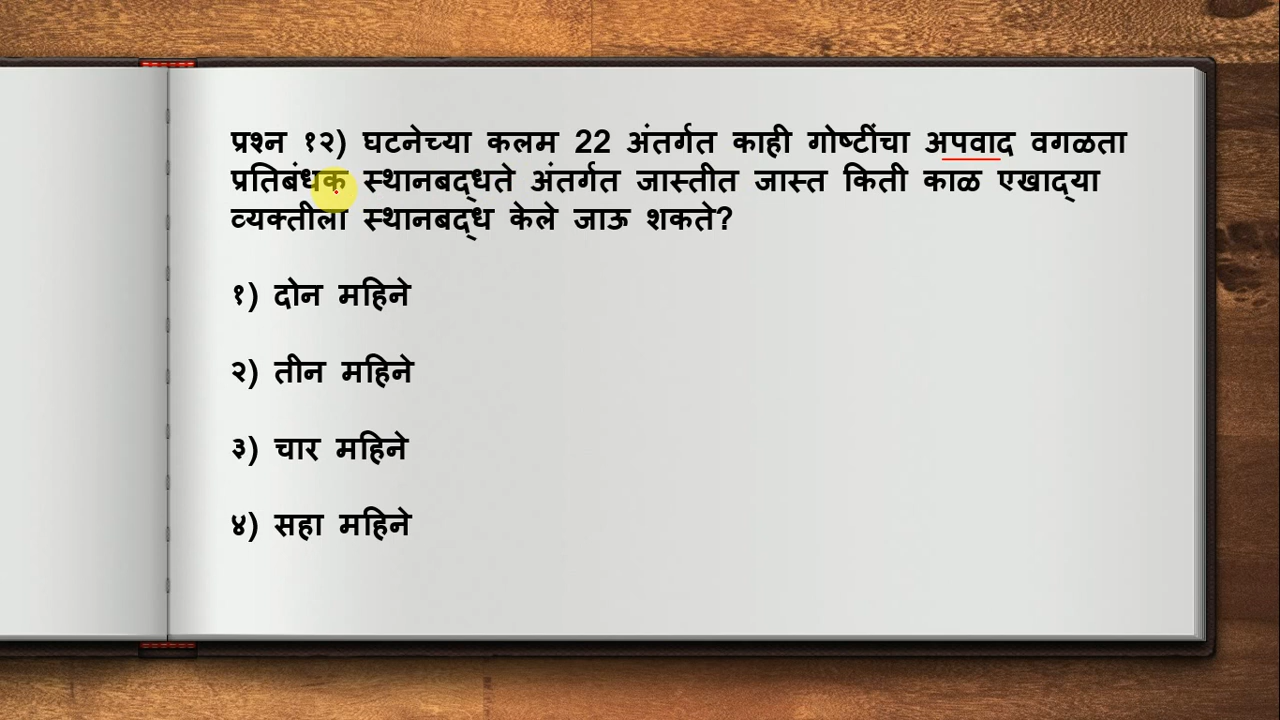 प्रश्न १२) घटनेच्या कलम 22 अंतर्गत काही गोष्टींचा अपवाद वगळता
प्रतिबंधक स्थानबद्धते अंतर्गत जास्तीत जास्त किती काळ एखाद्या
व्यक्तीला स्थानबद्ध केले जाऊ शकते?
१) दोन महिने
२) तीन महिने
३) चार महिने
४) सहा महिने